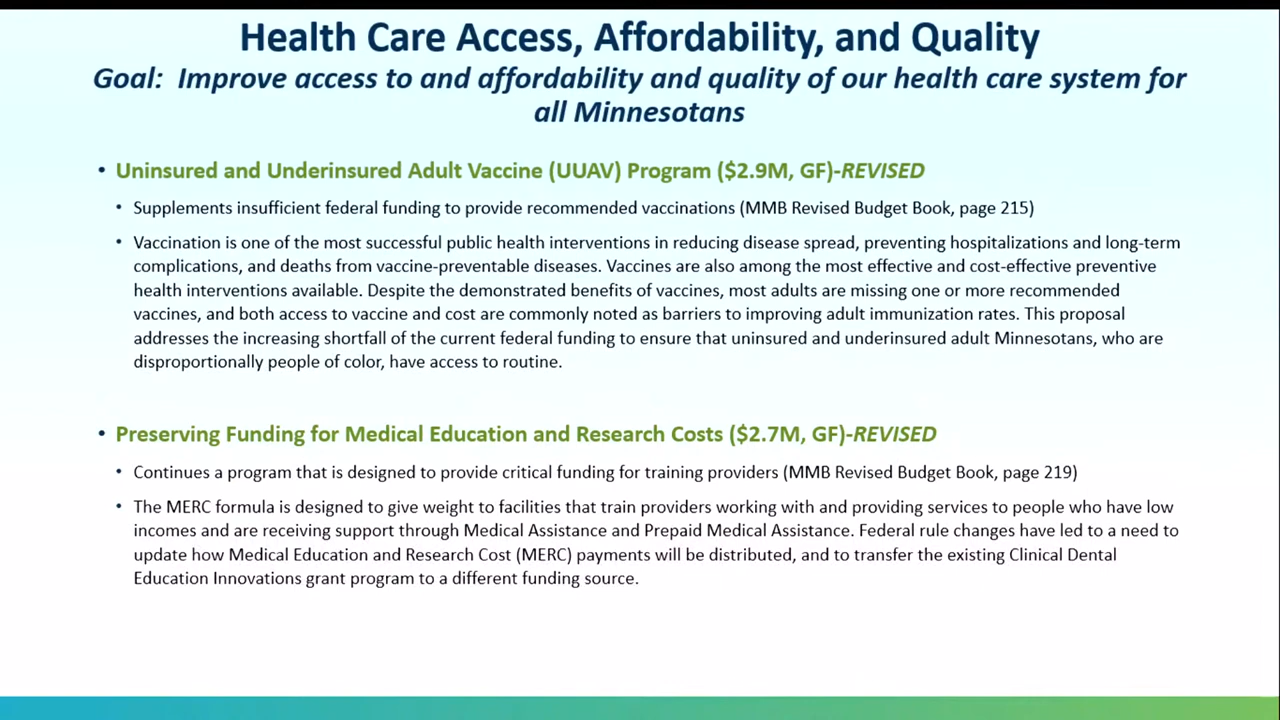 Health Care Access, Affordability, and Quality
Goal:  Improve access to and affordability and quality of our health care system for
all Minnesotans
• Uninsured and Underinsured Adult Vaccine (UUAV) Program ($2.9M, GF)-REVISED
• Supplements insufficient federal funding to provide recommended vaccinations (MMB Revised Budget Book, page 215)
• Vaccination is one of the most successful public health interventions in reducing disease spread, preventing hospitalizations and long-term
complications, and deaths from vaccine-preventable diseases. Vaccines are also among the most effective and cost-effective preventive
health interventions available. Despite the demonstrated benefits of vaccines, most adults are missing one or more recommended
vaccines, and both access to vaccine and cost are commonly noted as barriers to improving adult immunization rates. This proposal
addresses the increasing shortfall of the current federal funding to ensure that uninsured and underinsured adult Minnesotans, who are
disproportionally people of color, have access to routine.
• Preserving Funding for Medical Education and Research Costs ($2.7M, GF)-REVISED
• Continues a program that is designed to provide critical funding for training providers (MMB Revised Budget Book, page 219)
• The MERC formula is designed to give weight to facilities that train providers working with and providing services to people who have low
incomes and are receiving support through Medical Assistance and Prepaid Medical Assistance. Federal rule changes have led to a need to
update how Medical Education and Research Cost (MERC) payments will be distributed, and to transfer the existing Clinical Dental
Education Innovations grant program to a different funding source.